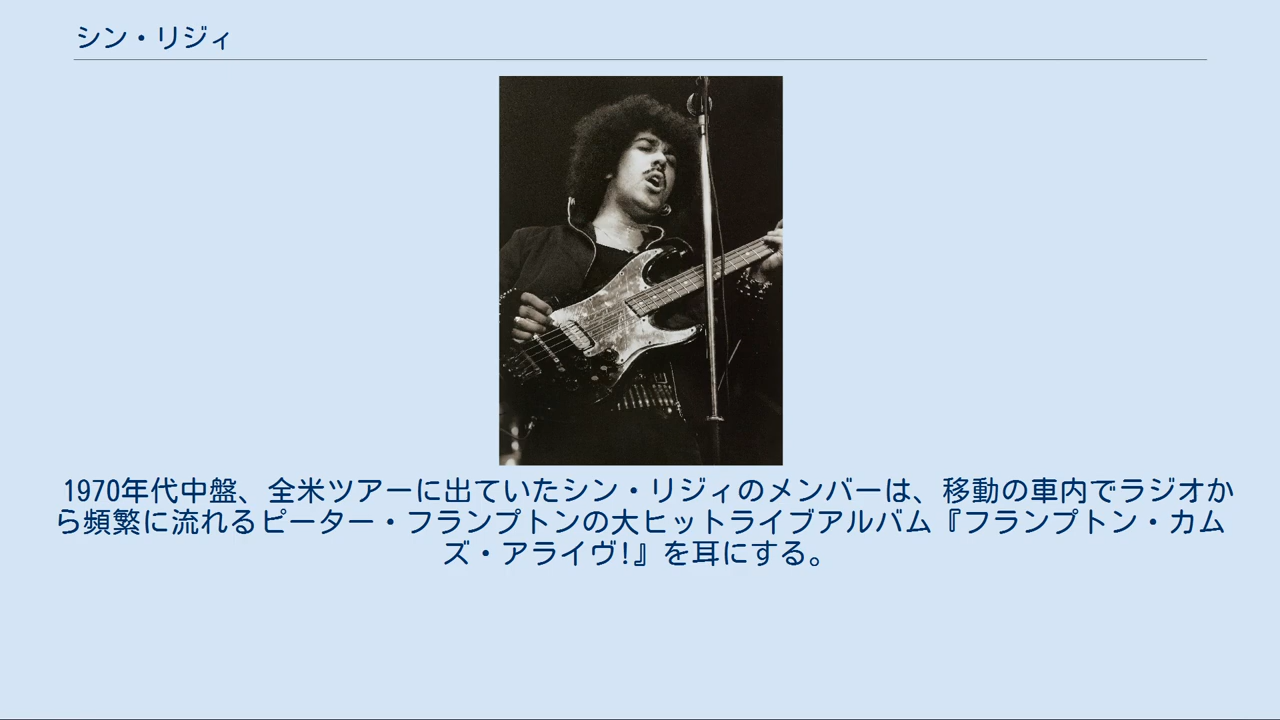 シン・リジィ
1970年代中盤、全米ツアーに出ていたシン・リジィのメンバーは、移動の車内でラジオか
ら頻繁に流れるピーター・フランプトンの大ヒットライブアルバム『フランプトン・カム
ズ・アライヴ!』を耳にする。